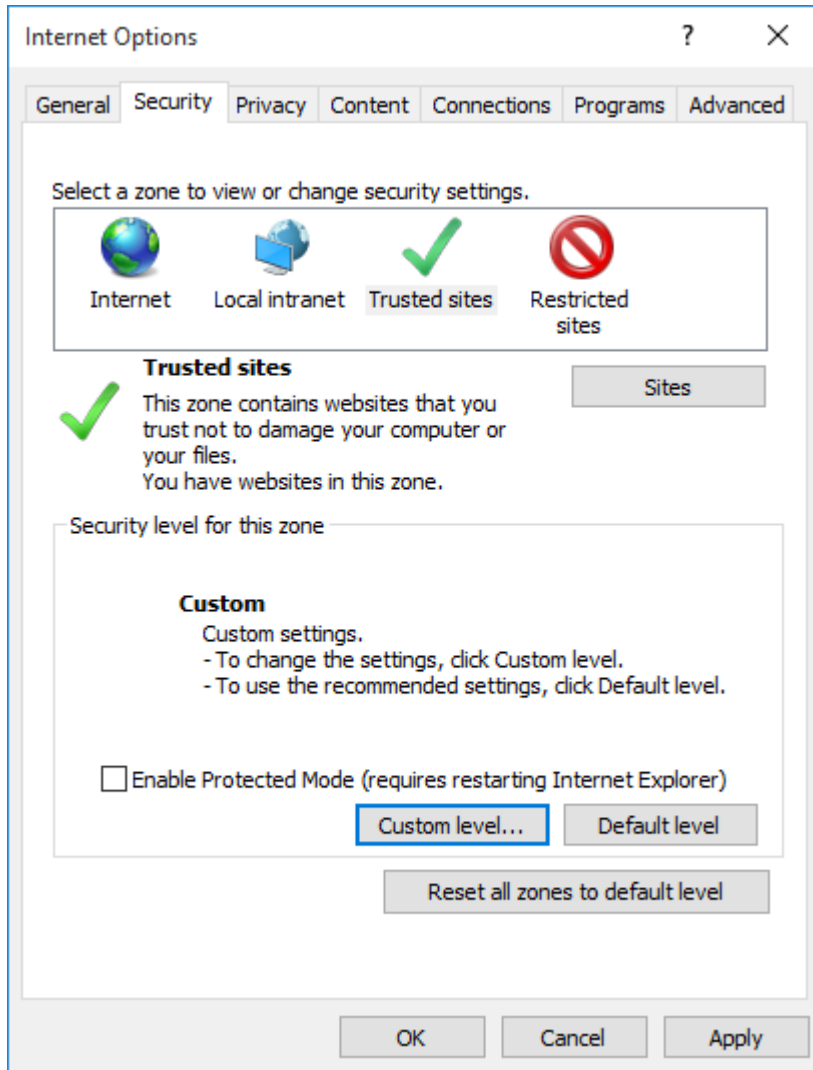 Internet Options ?
General Security Privacy Content Connections Programs Advanced
Select a zone to view or change security settings.
Internet Local intranet Trusted sites Restricted
sites
Trusted sites
Sites
This zone contains websites that you
trust not to damage your computer or
your files.
You have websites in this zone.
Security level for this zone
Custom
Custom settings.
- To change the settings, click Custom level.
- To use the recommended settings, click Default level.
Enable Protected Mode (requires restarting Internet Explorer)
Custom level... Default level
Reset all zones to default level
OK Cancel Apply